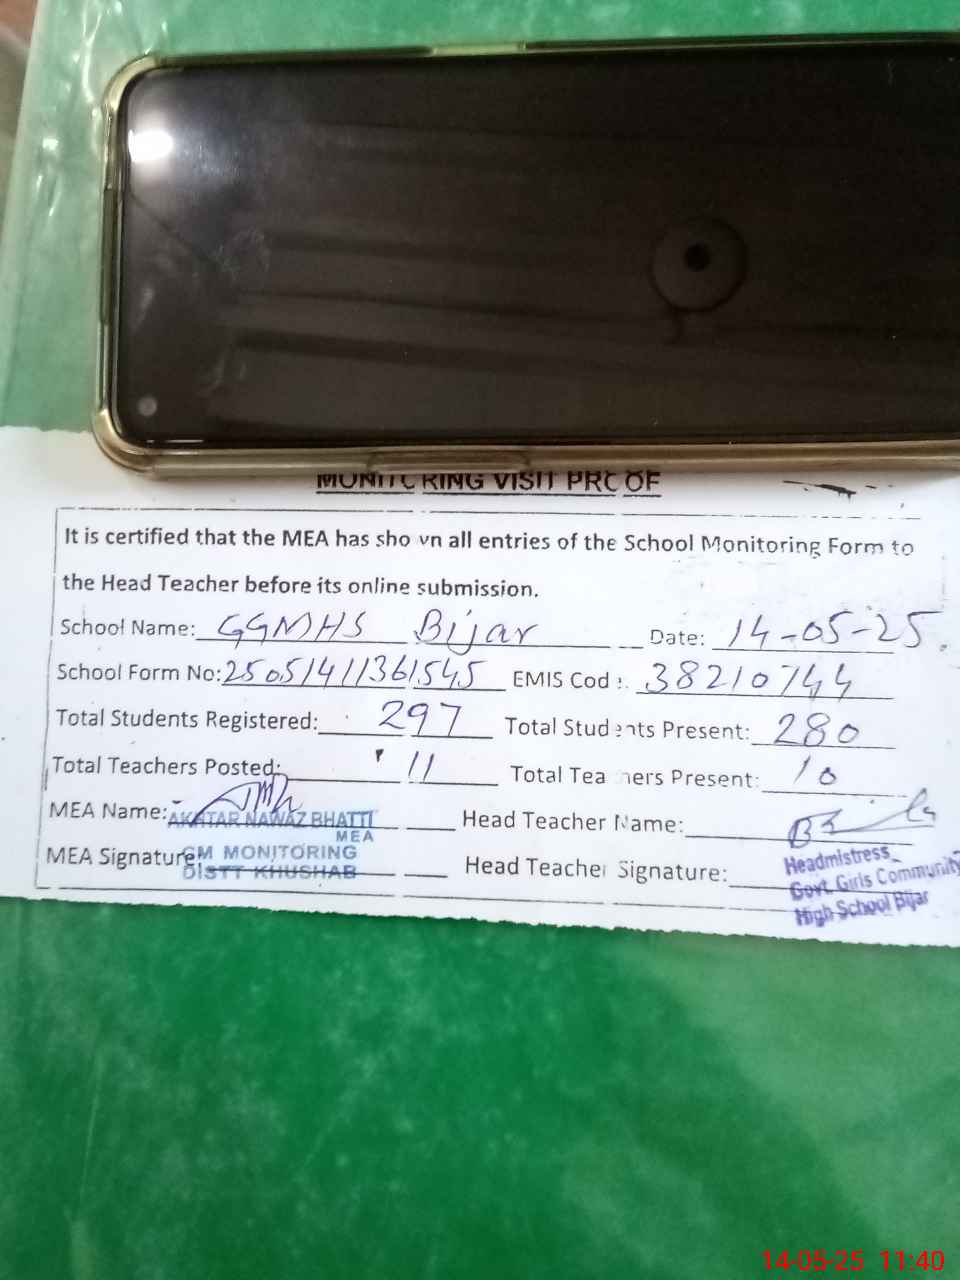 MONITORING VISIT PROOF
It is certified that the MEA has shown all entries of the School Monitoring Form to
the Head Teacher before its online submission.
School Name: GGMHS Bijar Date: 14-05-25
School Form No: 25051411361545 EMIS Code: 38210744
Total Students Registered: 297 Total Students Present: 280
Total Teachers Posted: 11 Total Teachers Present: 10
MEA Name: AKHTAR NAWAZ BHATTI Head Teacher Name:
MEA
MEA Signature: CM MONITORING Head Teacher Signature:
DISTT KHUSHAB
Headmistress
Govt. Girls Community
High School Bijar
14-05-25 11:40